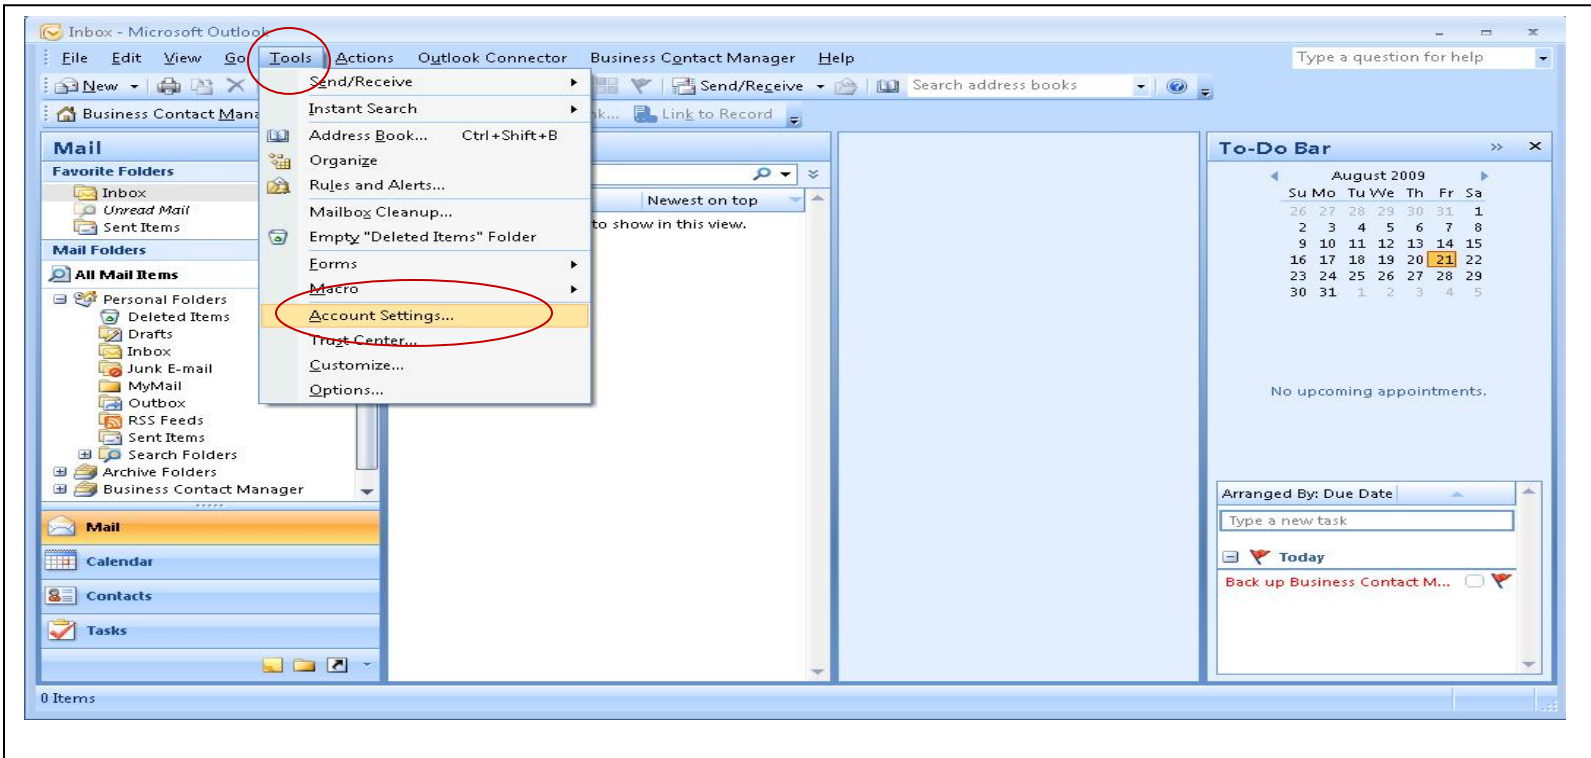 Inbox - Microsoft Outlook
File Edit View Go Tools Actions Outlook Connector Business Contact Manager Help Type a question for help
New Send/Receive Search address books
Business Contact Link to Record
Send/Receive
Instant Search
Address Book... Ctrl+Shift+B
Organize
Rules and Alerts...
Mailbox Cleanup...
Empty "Deleted Items" Folder
Forms
Macro
Account Settings...
Trust Center...
Customize...
Options...
Mail
Favorite Folders
Inbox
Unread Mail
Sent Items
Mail Folders
All Mail Items
Personal Folders
Deleted Items
Drafts
Inbox
Junk E-mail
MyMail
Outbox
RSS Feeds
Sent Items
Search Folders
Archive Folders
Business Contact Manager
Mail
Calendar
Contacts
Tasks
0 Items
Newest on top
to show in this view.
To-Do Bar
August 2009
Su Mo Tu We Th Fr Sa
26 27 28 29 30 31 1
2 3 4 5 6 7 8
9 10 11 12 13 14 15
16 17 18 19 20 21 22
23 24 25 26 27 28 29
30 31 1 2 3 4 5
No upcoming appointments.
Arranged By: Due Date
Type a new task
Today
Back up Business Contact M...